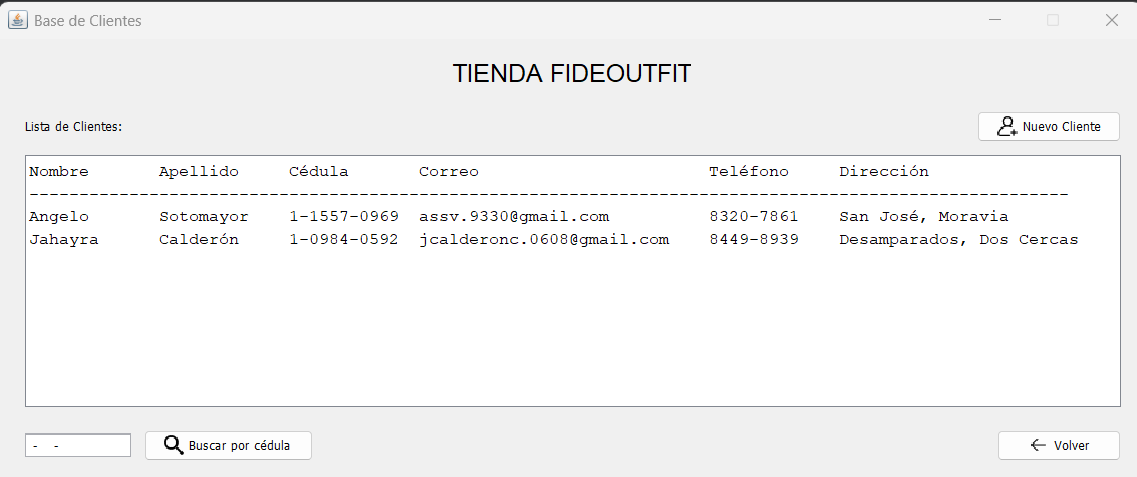 Base de Clientes
TIENDA FIDEOUTFIT
Lista de Clientes:
Nuevo Cliente
Nombre Apellido Cédula Correo Teléfono Dirección
--------------------------------------------------------------------------------------------------------
Angelo Sotomayor 1-1557-0969 assv.9330@gmail.com 8320-7861 San José, Moravia
Jahayra Calderón 1-0984-0592 jcalderonc.0608@gmail.com 8449-8939 Desamparados, Dos Cercas
- - Buscar por cédula Volver